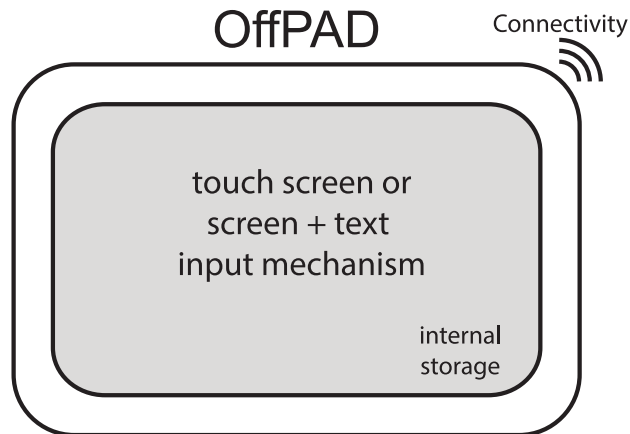 OffPAD
Connectivity
touch screen or
screen + text
input mechanism
internal
storage